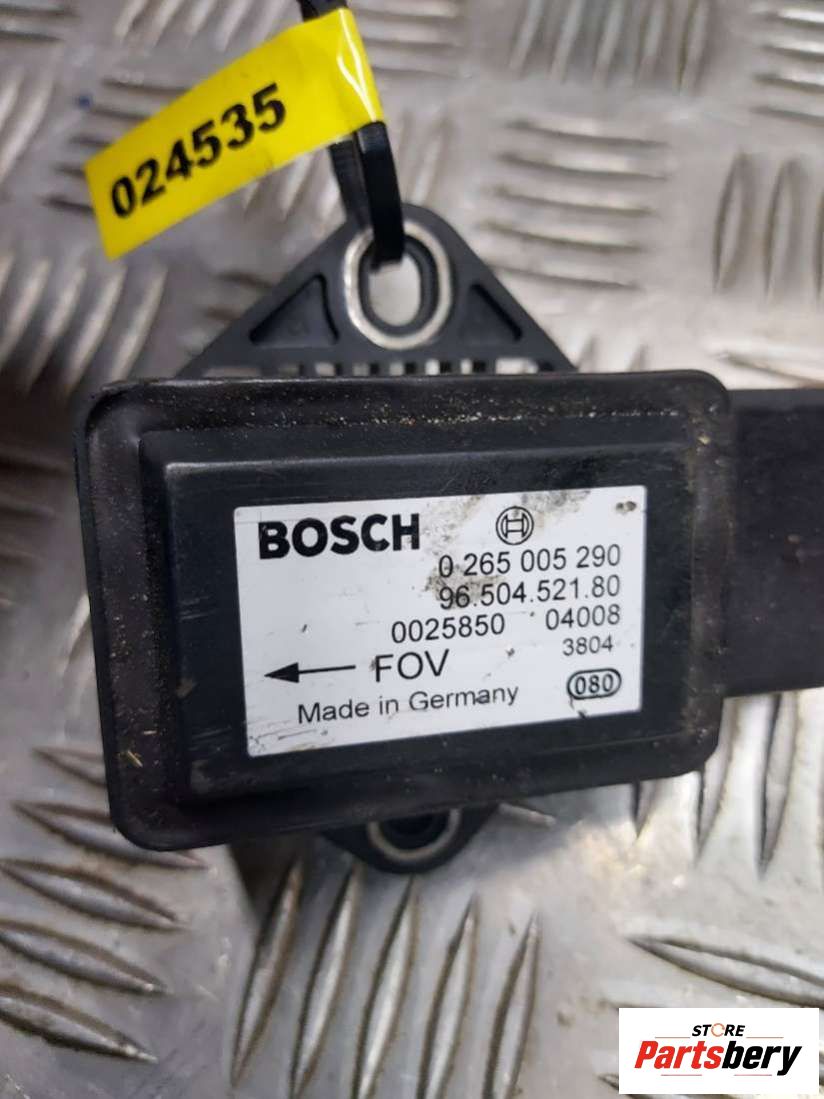 024535
BOSCH
0 265 005 290
96.504.521.80
0025850 04008
3804
FOV
Made in Germany
080
STORE
Partsbery